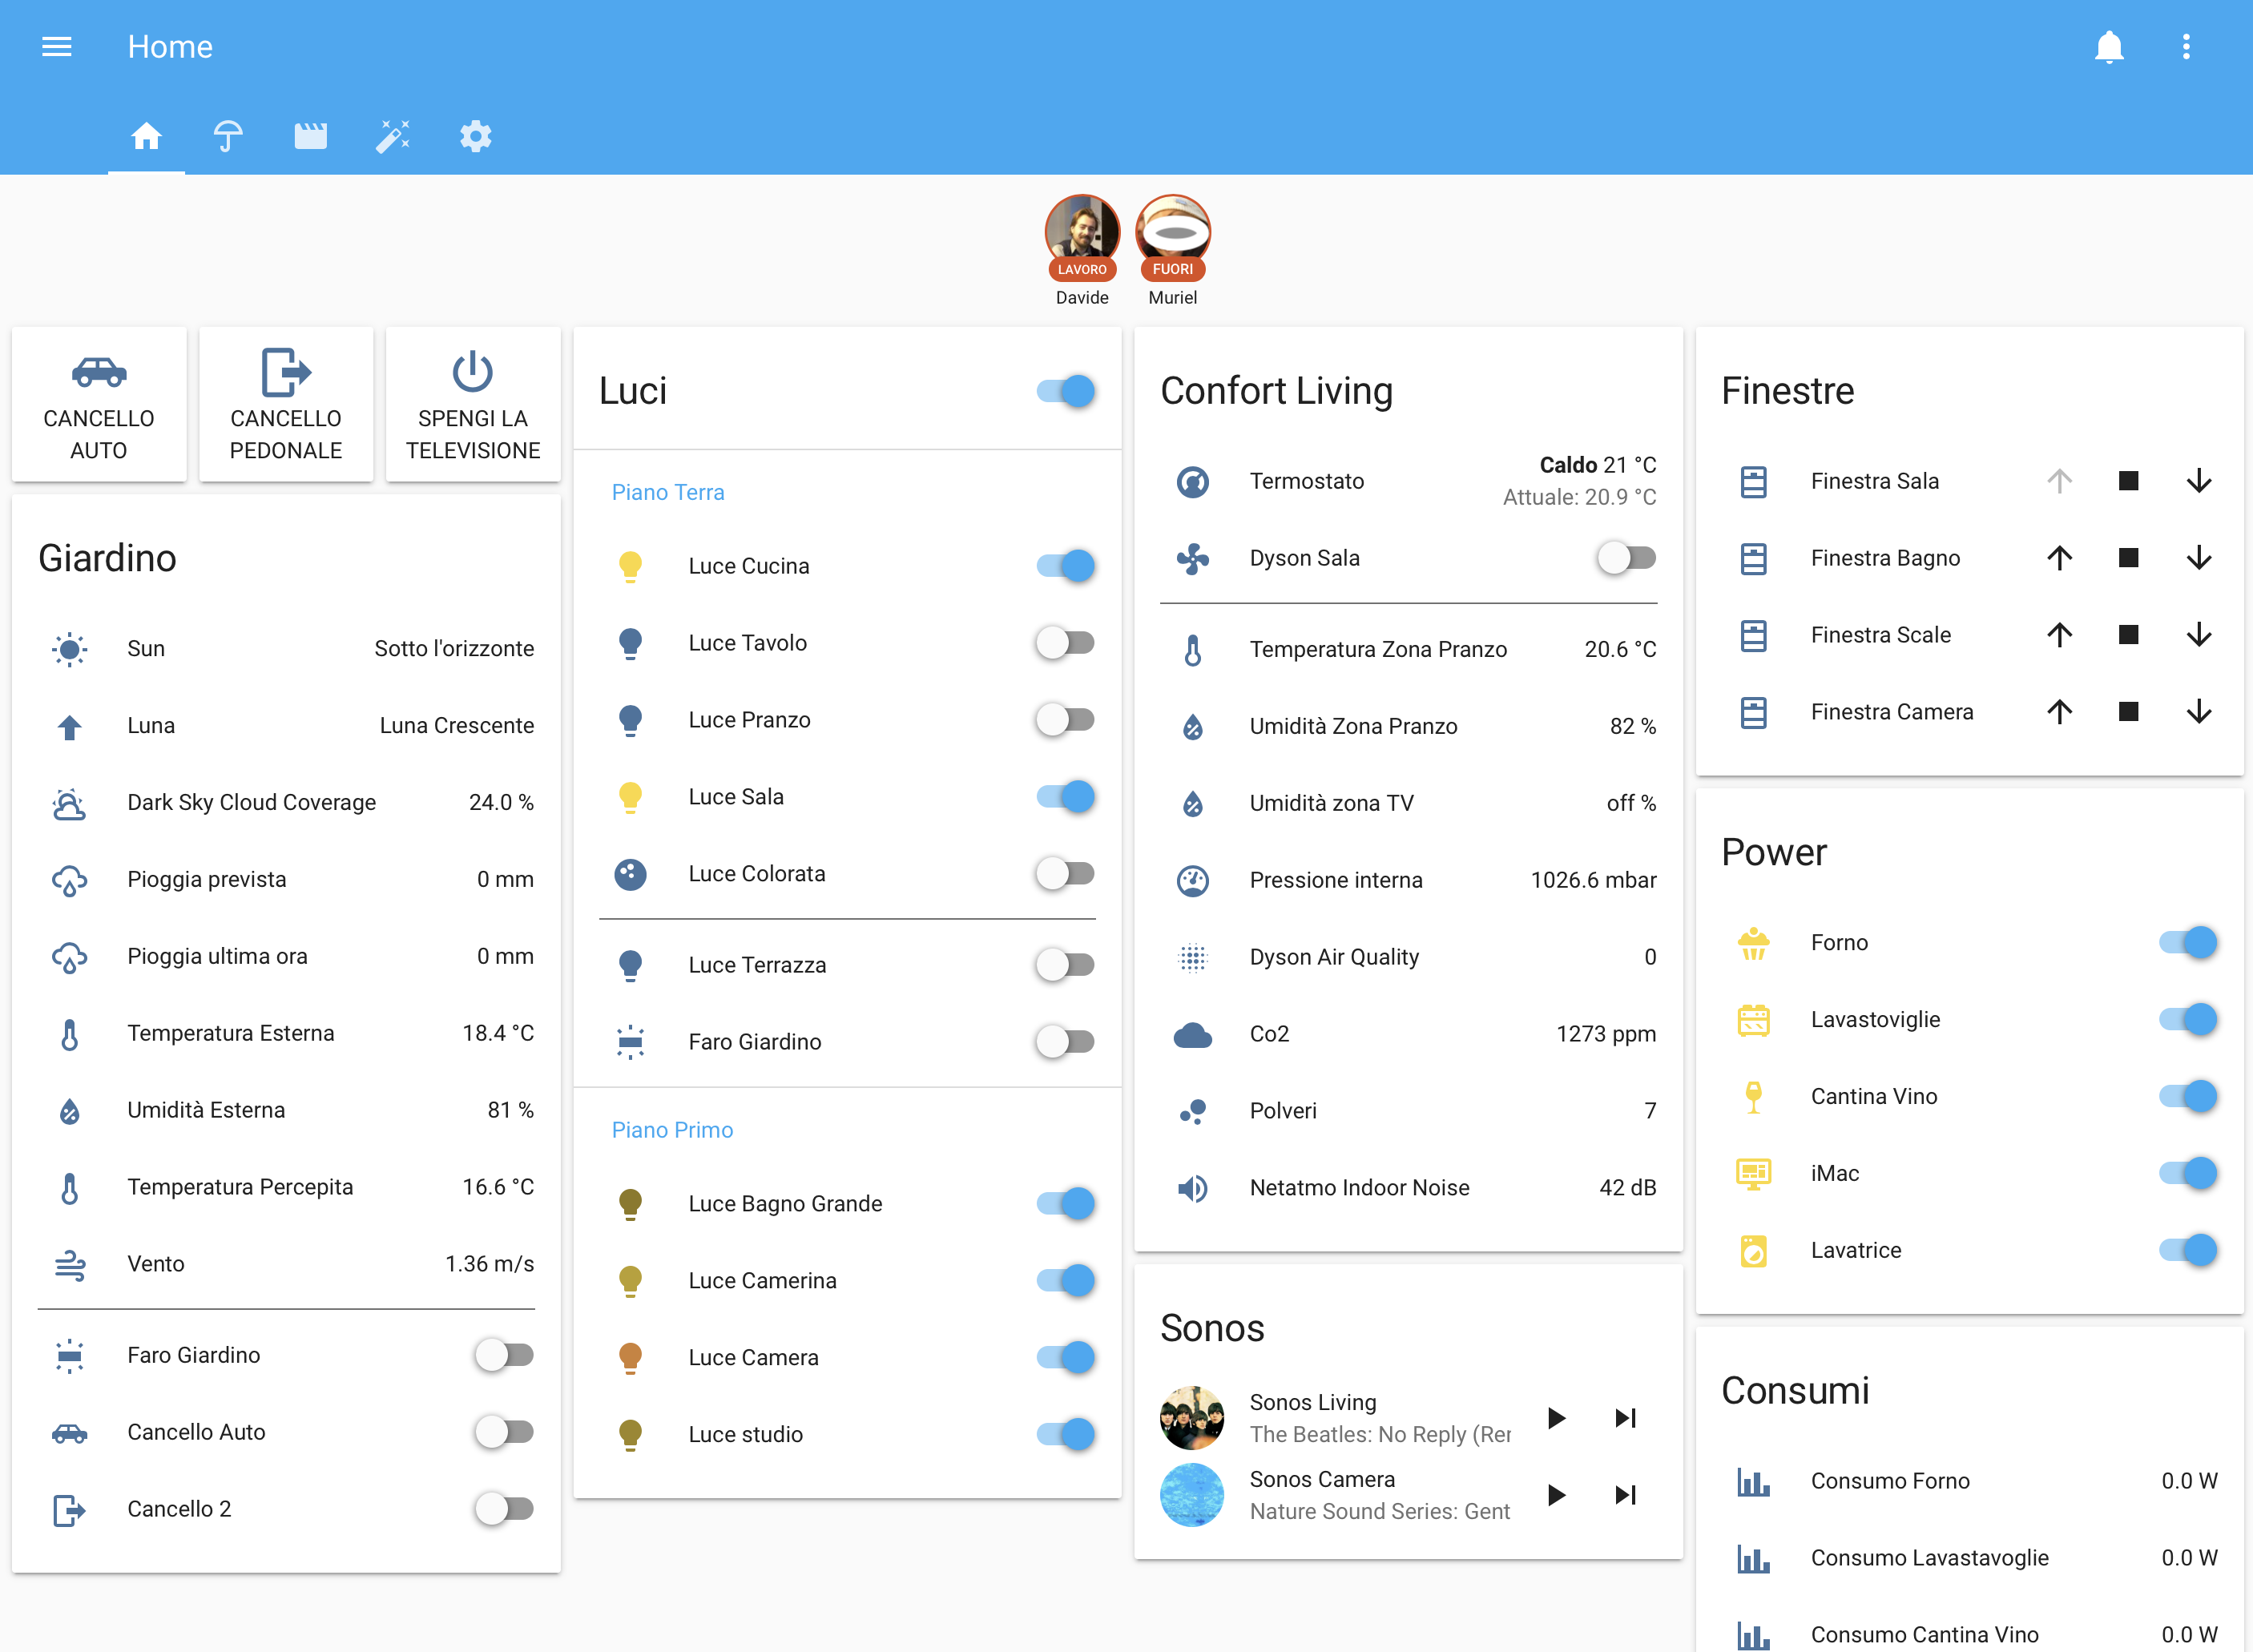 Home
LAVORO
Davide
FUORI
Muriel
CANCELLO
AUTO
CANCELLO
PEDONALE
SPENGI LA
TELEVISIONE
Giardino
Sun Sotto l'orizzonte
Luna Luna Crescente
Dark Sky Cloud Coverage 24.0 %
Pioggia prevista 0 mm
Pioggia ultima ora 0 mm
Temperatura Esterna 18.4 °C
Umidità Esterna 81 %
Temperatura Percepita 16.6 °C
Vento 1.36 m/s
Faro Giardino
Cancello Auto
Cancello 2
Luci
Piano Terra
Luce Cucina
Luce Tavolo
Luce Pranzo
Luce Sala
Luce Colorata
Luce Terrazza
Faro Giardino
Piano Primo
Luce Bagno Grande
Luce Camerina
Luce Camera
Luce studio
Confort Living
Termostato Caldo 21 °C
Attuale: 20.9 °C
Dyson Sala
Temperatura Zona Pranzo 20.6 °C
Umidità Zona Pranzo 82 %
Umidità zona TV off %
Pressione interna 1026.6 mbar
Dyson Air Quality 0
Co2 1273 ppm
Polveri 7
Netatmo Indoor Noise 42 dB
Sonos
Sonos Living
The Beatles: No Reply (Rer
Sonos Camera
Nature Sound Series: Gent
Finestre
Finestra Sala
Finestra Bagno
Finestra Scale
Finestra Camera
Power
Forno
Lavastoviglie
Cantina Vino
iMac
Lavatrice
Consumi
Consumo Forno 0.0 W
Consumo Lavastavoglie 0.0 W
Consumo Cantina Vino 0.0 W